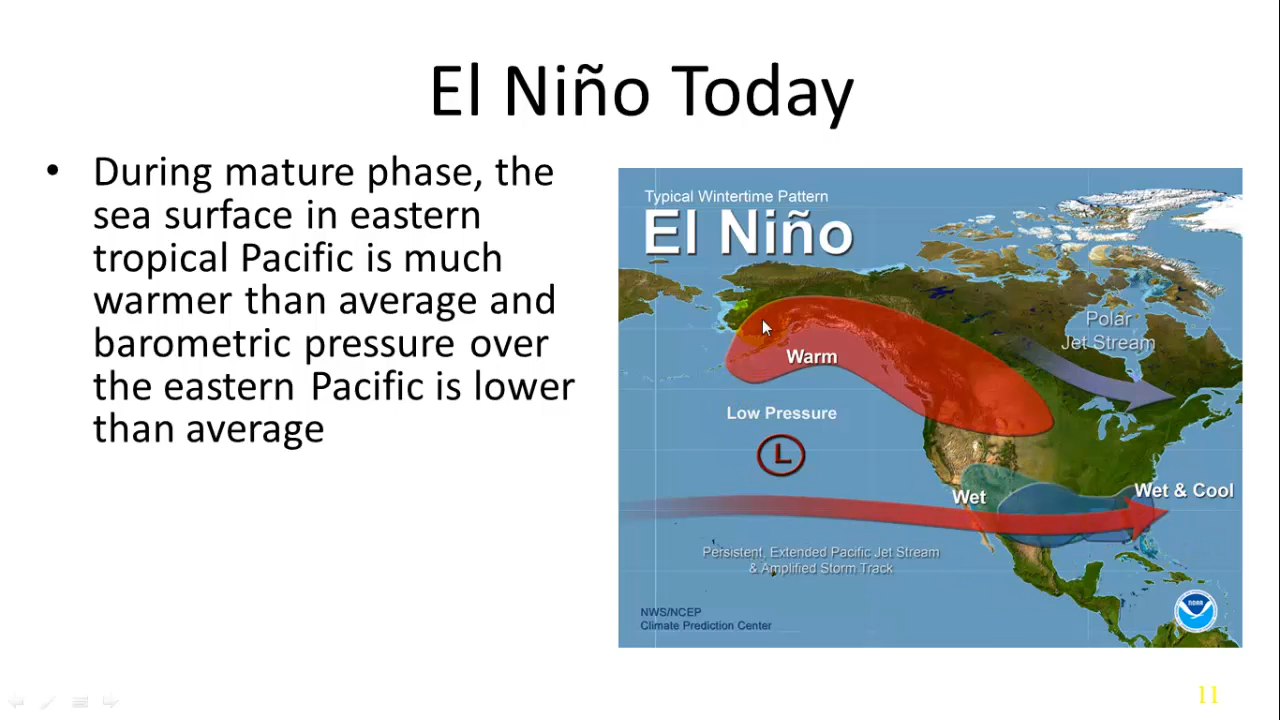 El Niño Today
• During mature phase, the
sea surface in eastern
tropical Pacific is much
warmer than average and
barometric pressure over
the eastern Pacific is lower
than average
Typical Wintertime Pattern
El Niño
Polar
Jet Stream
Warm
Low Pressure
L
Wet
Wet & Cool
Persistent, Extended Pacific Jet Stream
& Amplified Storm Track
NWS/NCEP
Climate Prediction Center
NOAA
11